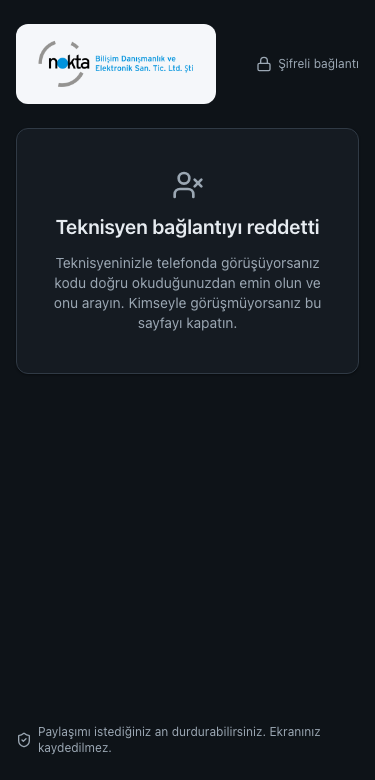 nokta
Bilişim Danışmanlık ve
Elektronik San. Tic. Ltd. Şti
Şifreli bağlantı
Teknisyen bağlantıyı reddetti
Teknisyeninizle telefonda görüşüyorsanız
kodu doğru okuduğunuzdan emin olun ve
onu arayın. Kimseyle görüşmüyorsanız bu
sayfayı kapatın.
Paylaşımı istediğiniz an durdurabilirsiniz. Ekranınız
kaydedilmez.